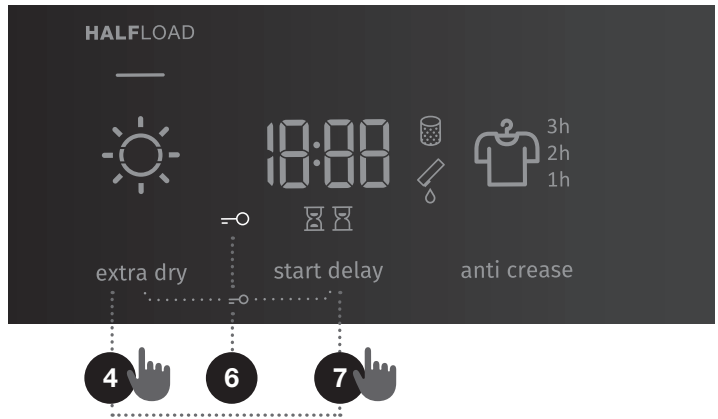 HALFLOAD
18:88
3h
2h
1h
extra dry
start delay
anti crease
4
6
7